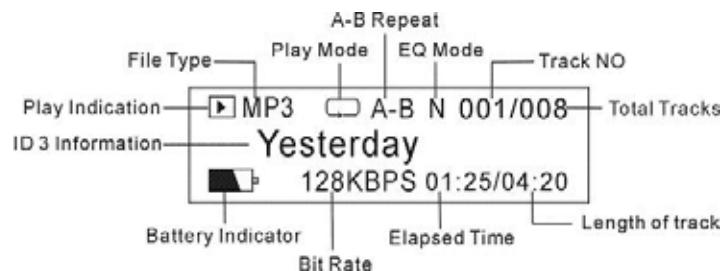 A-B Repeat
Play Mode
EQ Mode
File Type
Track NO
Play Indication
MP3 A-B N 001/008
Total Tracks
ID 3 Information
Yesterday
128KBPS 01:25/04:20
Battery Indicator
Elapsed Time
Length of track
Bit Rate